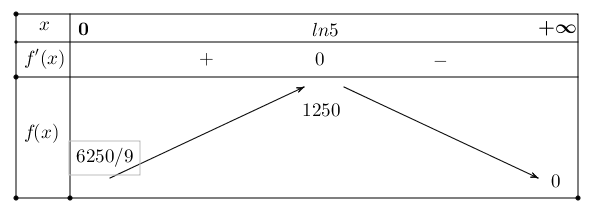 x 0 ln5 +∞
f′(x) + 0 −
1250
f(x)
6250/9
0